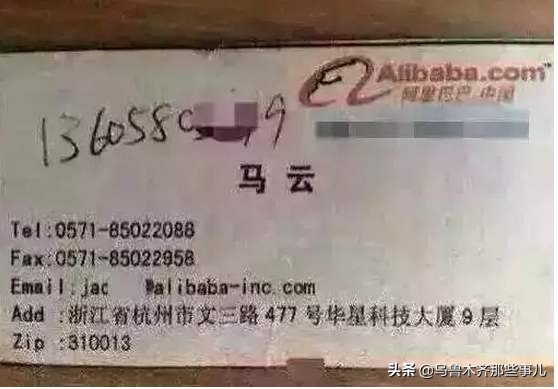 Alibaba.com™
阿里巴巴·中国
马云
Tel:0571-85022088
Fax:0571-85022958
Email:jac @alibaba-inc.com
Add:浙江省杭州市文三路477号华星科技大厦9层
Zip:310013
头条 @乌鲁木齐那些事儿